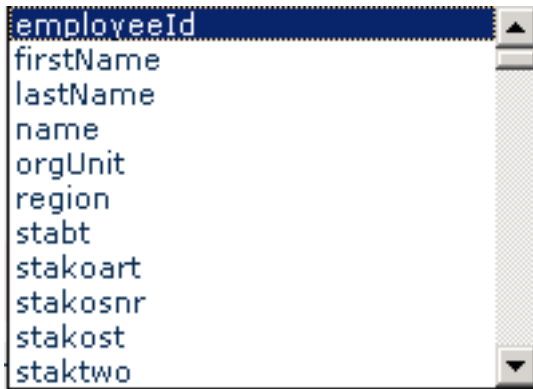 employeeId
firstName
lastName
name
orgUnit
region
stabt
stakoart
stakosnr
stakost
staktwo